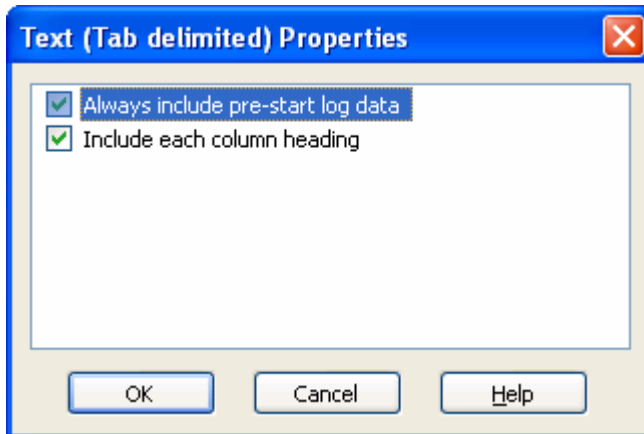 Text (Tab delimited) Properties
Always include pre-start log data
Include each column heading
OK Cancel Help